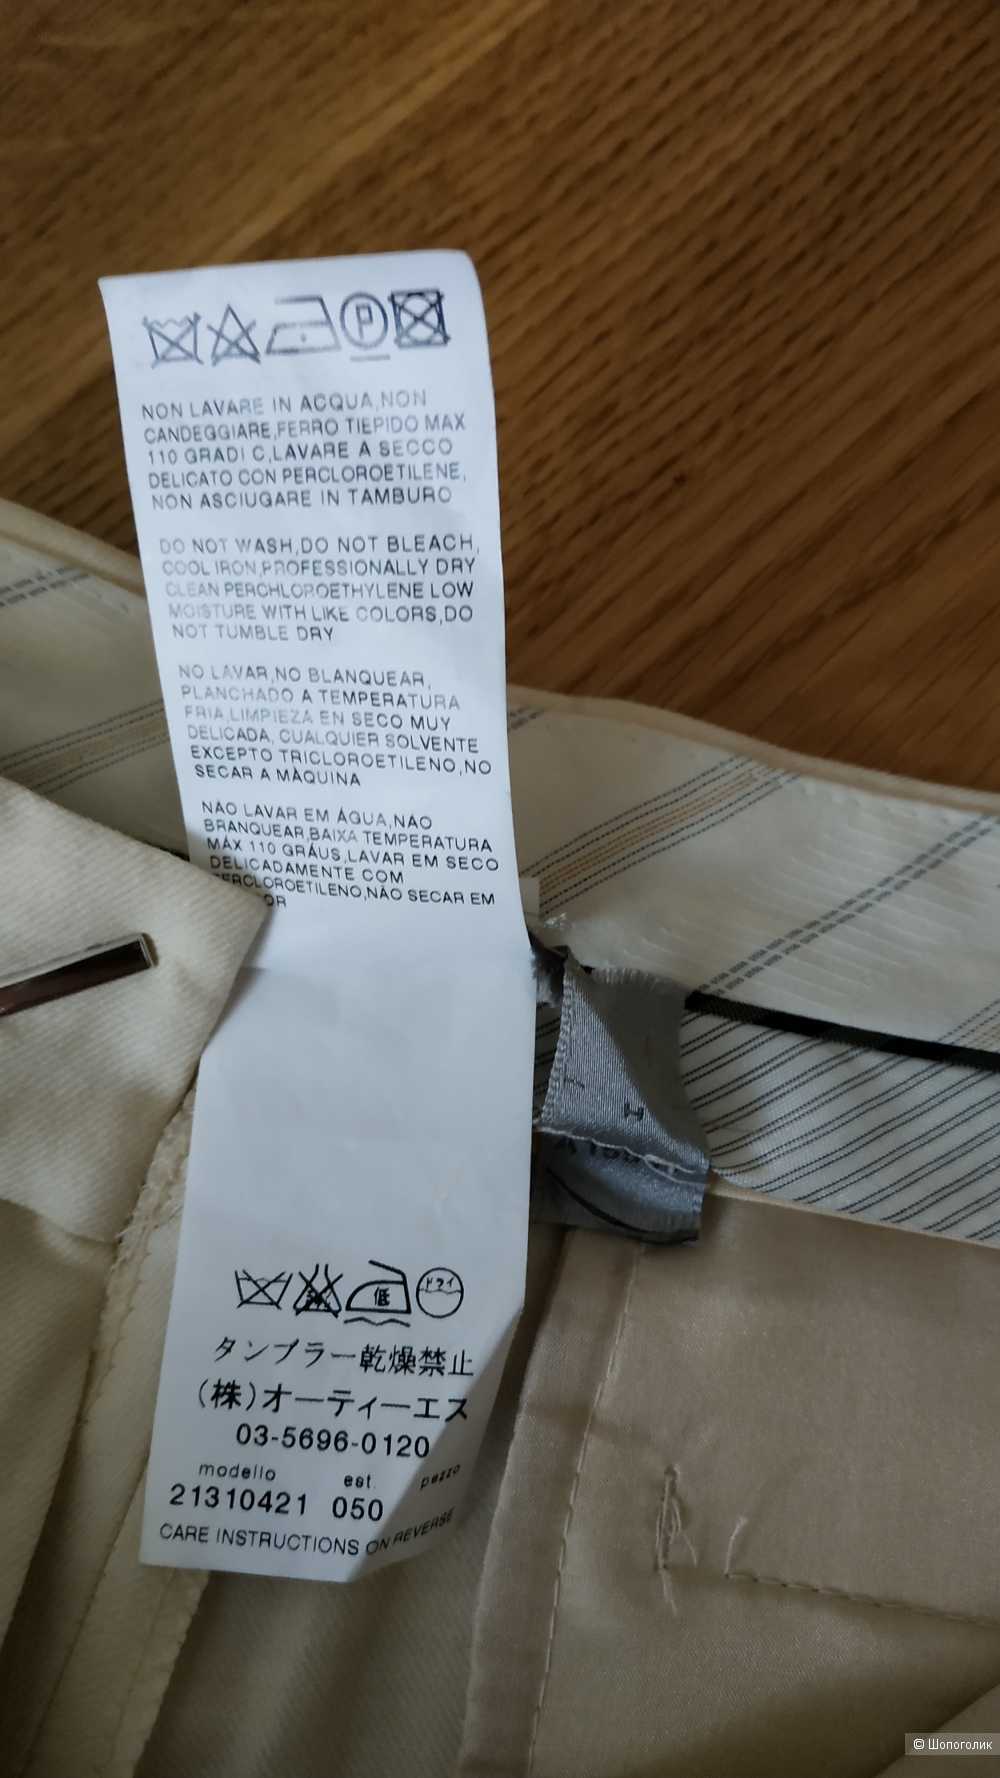 P
NON LAVARE IN ACQUA,NON
CANDEGGIARE,FERRO TIEPIDO MAX
110 GRADI C,LAVARE A SECCO
DELICATO CON PERCLOROETILENE,
NON ASCIUGARE IN TAMBURO
DO NOT WASH,DO NOT BLEACH,
COOL IRON,PROFESSIONALLY DRY
CLEAN PERCHLOROETHYLENE LOW
MOISTURE WITH LIKE COLORS,DO
NOT TUMBLE DRY
NO LAVAR,NO BLANQUEAR,
PLANCHADO A TEMPERATURA
FRIA,LIMPIEZA EN SECO MUY
DELICADA, CUALQUIER SOLVENTE
EXCEPTO TRICLOROETILENO,NO
SECAR A MÀQUINA
NÃO LAVAR EM ÁGUA,NÃO
BRANQUEAR,BAIXA TEMPERATURA
MÁX 110 GRÁUS,LAVAR EM SECO
DELICADAMENTE COM
PERCLOROETILENO,NÃO SECAR EM
OR
低 ドライ
タンブラー乾燥禁止
(株)オーティーエス
03-5696-0120
modello est. pezzo
21310421 050
CARE INSTRUCTIONS ON REVERSE
© Шопоголик